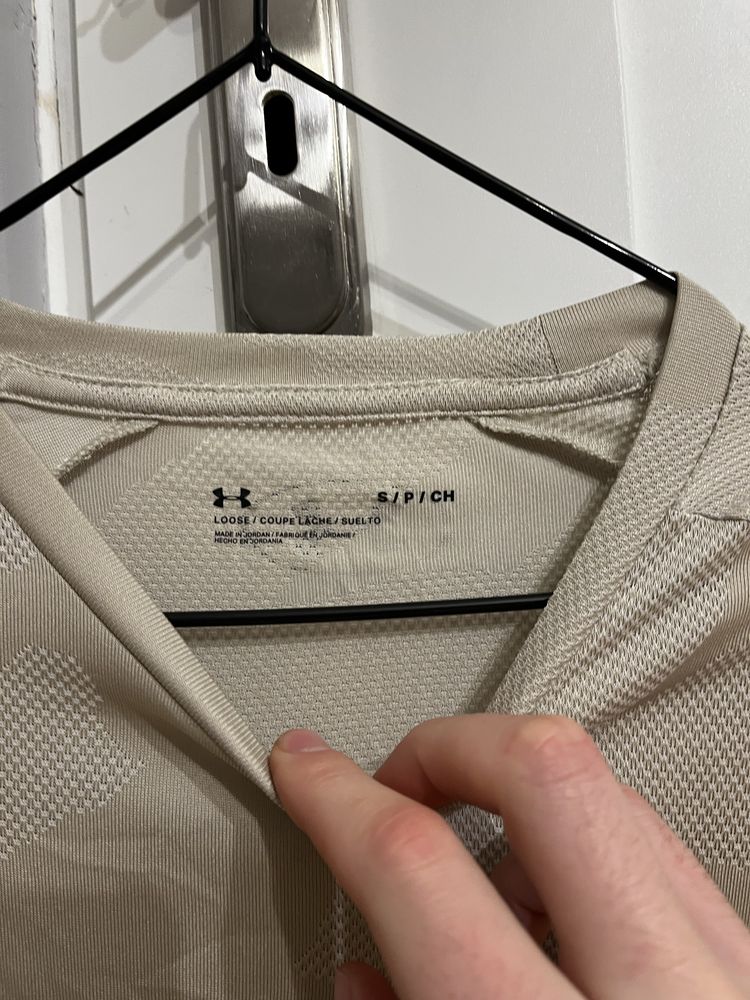 S / P / CH
LOOSE / COUPE LÂCHE / SUELTO
MADE IN JORDAN / FABRIQUÉ EN JORDANIE /
HECHO EN JORDANIA